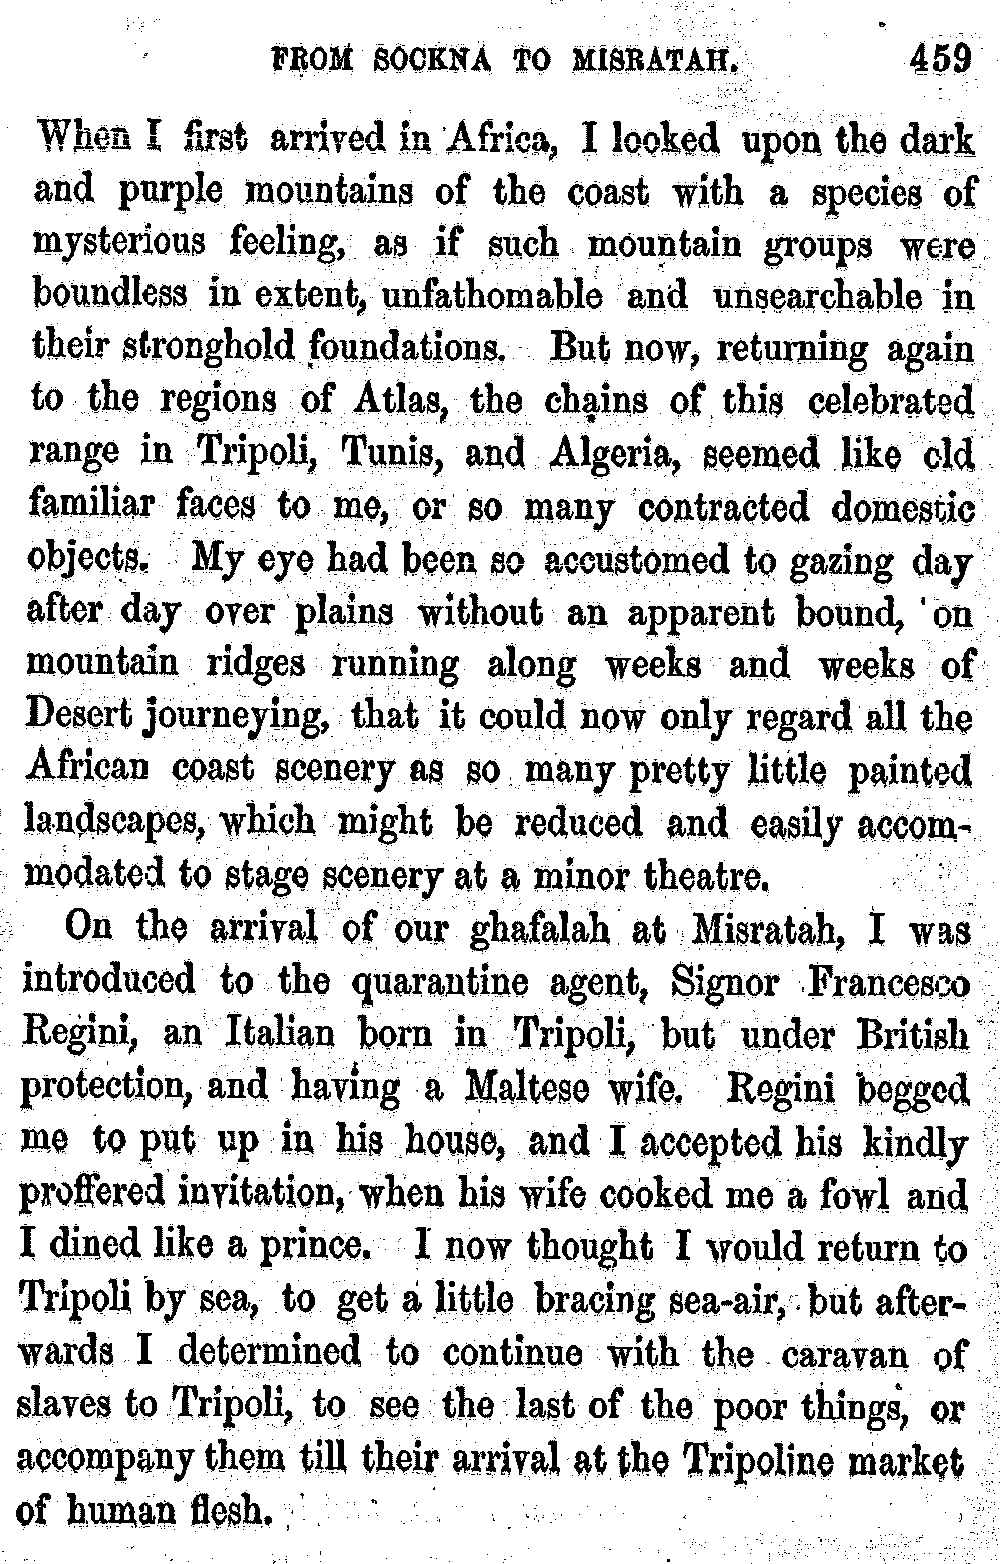 FROM SOCKNA TO MISRATAH. 459
When I first arrived in Africa, I looked upon the dark
and purple mountains of the coast with a species of
mysterious feeling, as if such mountain groups were
boundless in extent, unfathomable and unsearchable in
their stronghold foundations. But now, returning again
to the regions of Atlas, the chains of this celebrated
range in Tripoli, Tunis, and Algeria, seemed like old
familiar faces to me, or so many contracted domestic
objects. My eye had been so accustomed to gazing day
after day over plains without an apparent bound, on
mountain ridges running along weeks and weeks of
Desert journeying, that it could now only regard all the
African coast scenery as so many pretty little painted
landscapes, which might be reduced and easily accom-
modated to stage scenery at a minor theatre.
On the arrival of our ghafalah at Misratah, I was
introduced to the quarantine agent, Signor Francesco
Regini, an Italian born in Tripoli, but under British
protection, and having a Maltese wife. Regini begged
me to put up in his house, and I accepted his kindly
proffered invitation, when his wife cooked me a fowl and
I dined like a prince. I now thought I would return to
Tripoli by sea, to get a little bracing sea-air, but after-
wards I determined to continue with the caravan of
slaves to Tripoli, to see the last of the poor things, or
accompany them till their arrival at the Tripoline market
of human flesh.